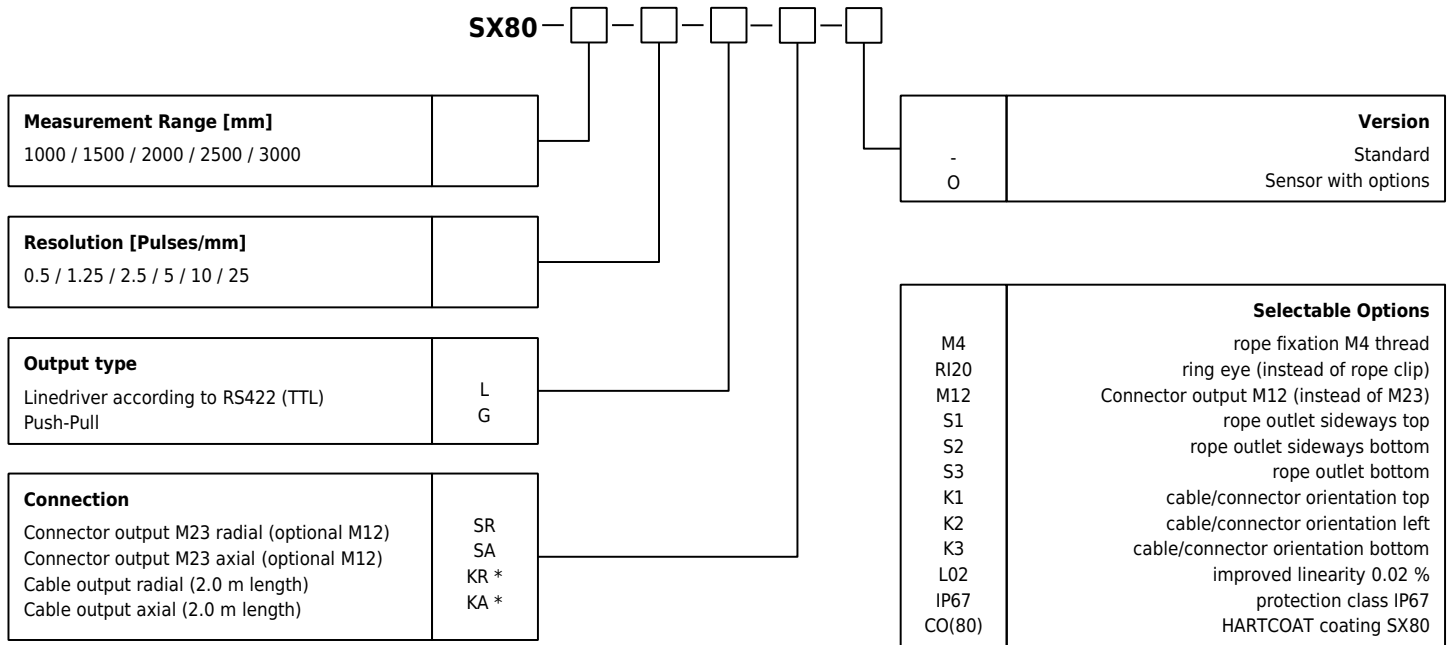 SX80
Measurement Range [mm]
1000 / 1500 / 2000 / 2500 / 3000
Resolution [Pulses/mm]
0.5 / 1.25 / 2.5 / 5 / 10 / 25
Output type
Linedriver according to RS422 (TTL) L
Push-Pull G
Connection
Connector output M23 radial (optional M12) SR
Connector output M23 axial (optional M12) SA
Cable output radial (2.0 m length) KR *
Cable output axial (2.0 m length) KA *
Version
- Standard
O Sensor with options
Selectable Options
M4 rope fixation M4 thread
RI20 ring eye (instead of rope clip)
M12 Connector output M12 (instead of M23)
S1 rope outlet sideways top
S2 rope outlet sideways bottom
S3 rope outlet bottom
K1 cable/connector orientation top
K2 cable/connector orientation left
K3 cable/connector orientation bottom
L02 improved linearity 0.02 %
IP67 protection class IP67
CO(80) HARTCOAT coating SX80